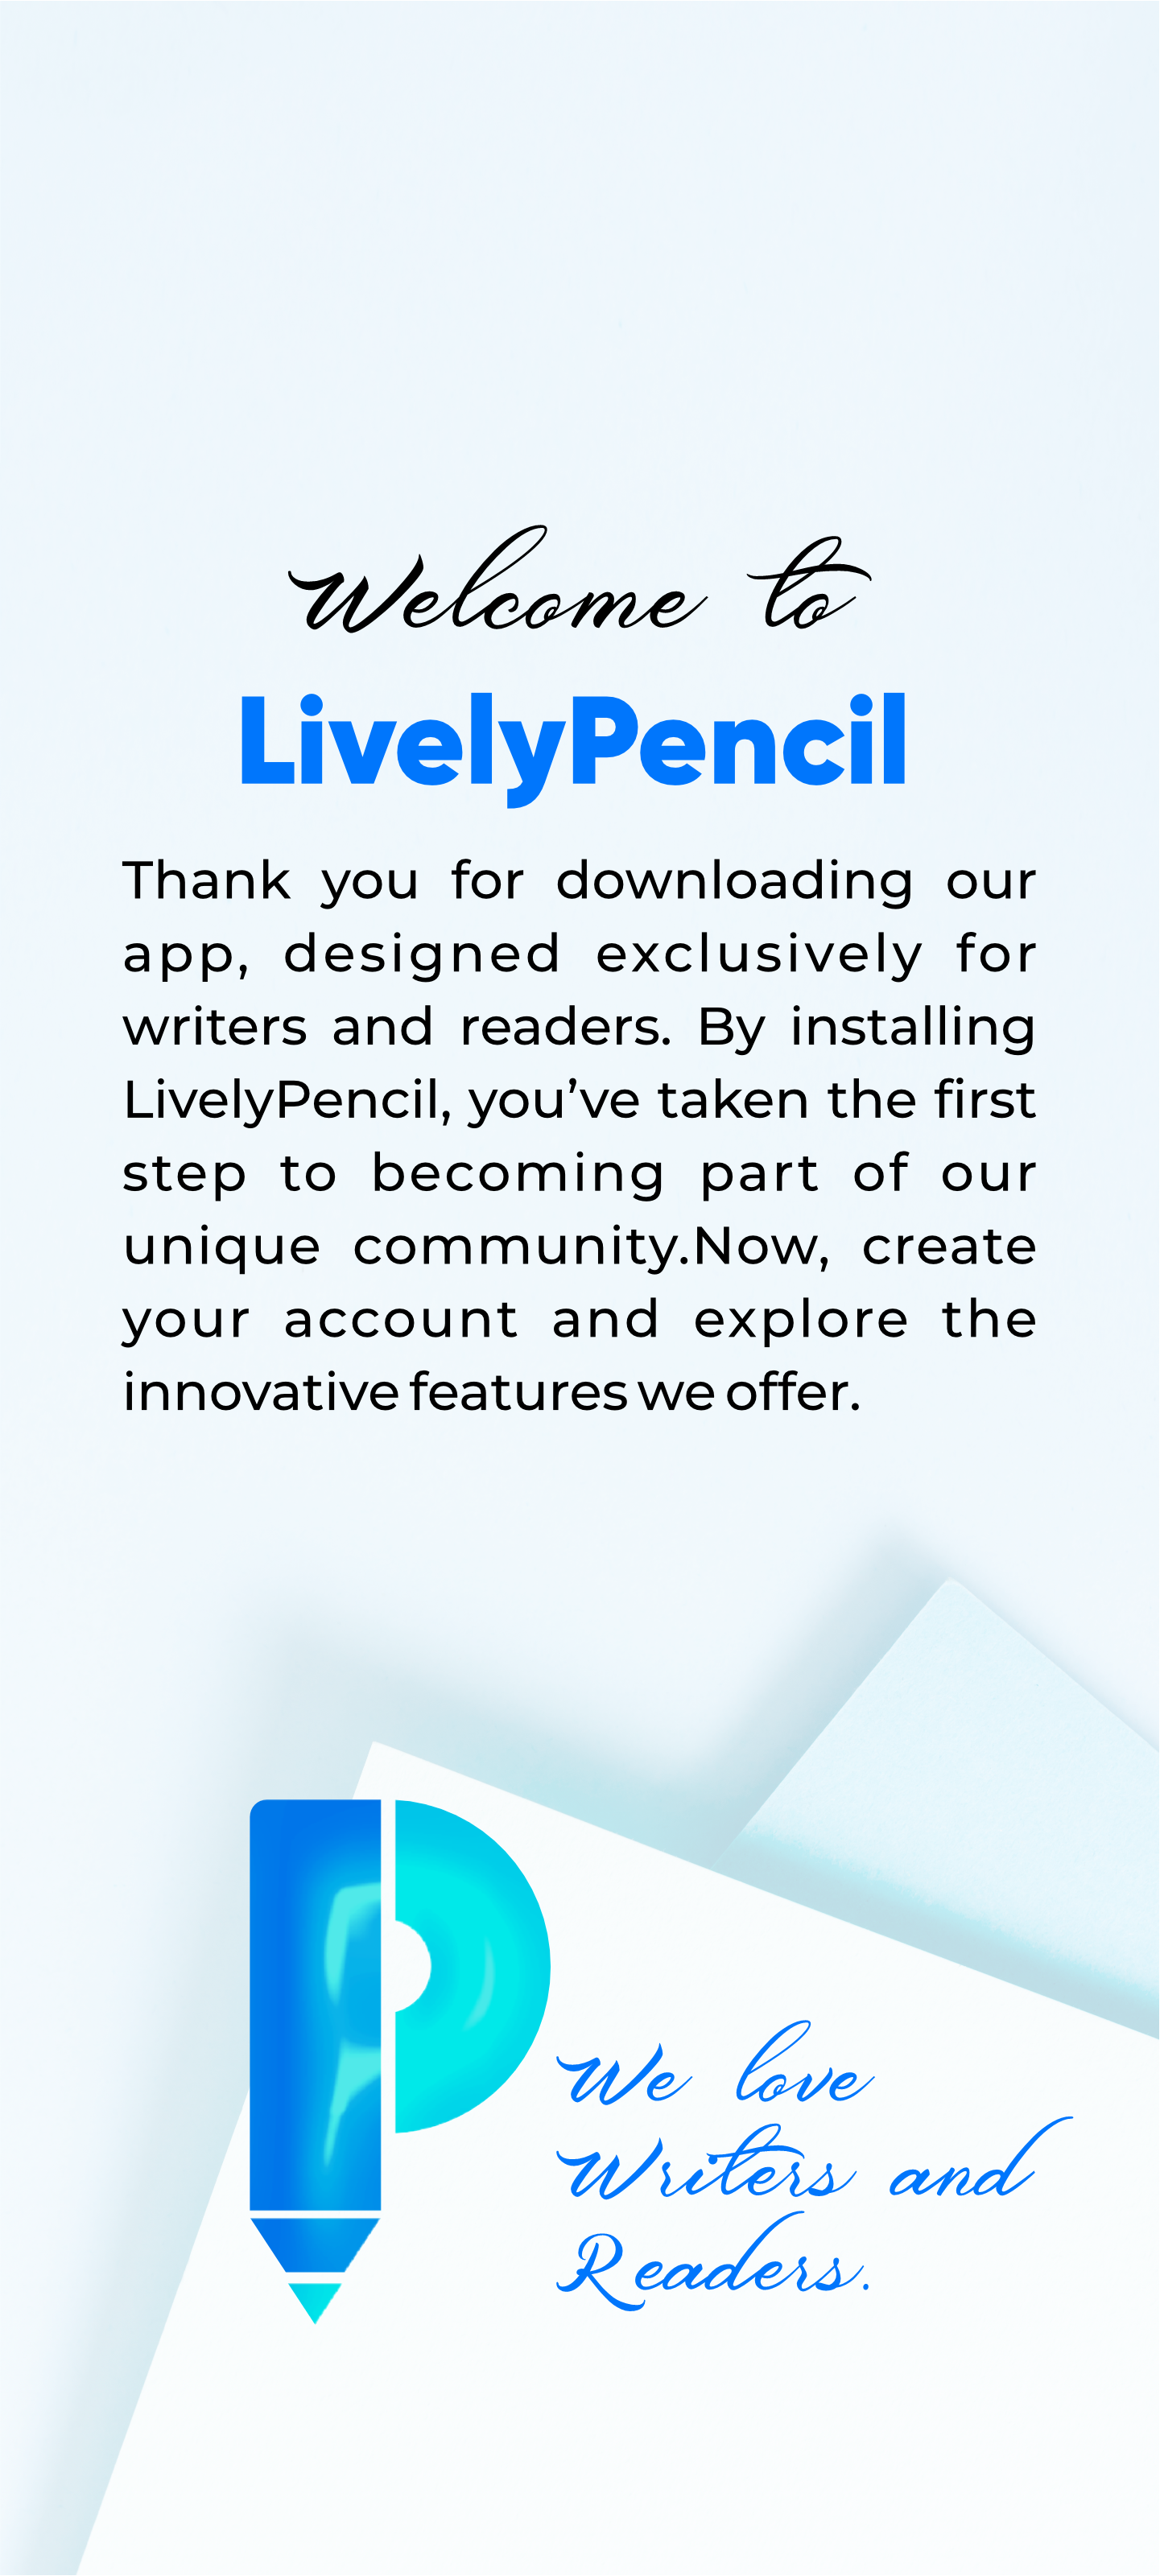 Welcome to
LivelyPencil
Thank you for downloading our
app, designed exclusively for
writers and readers. By installing
LivelyPencil, you’ve taken the first
step to becoming part of our
unique community.Now, create
your account and explore the
innovative features we offer.
We love
Writers and
Readers.